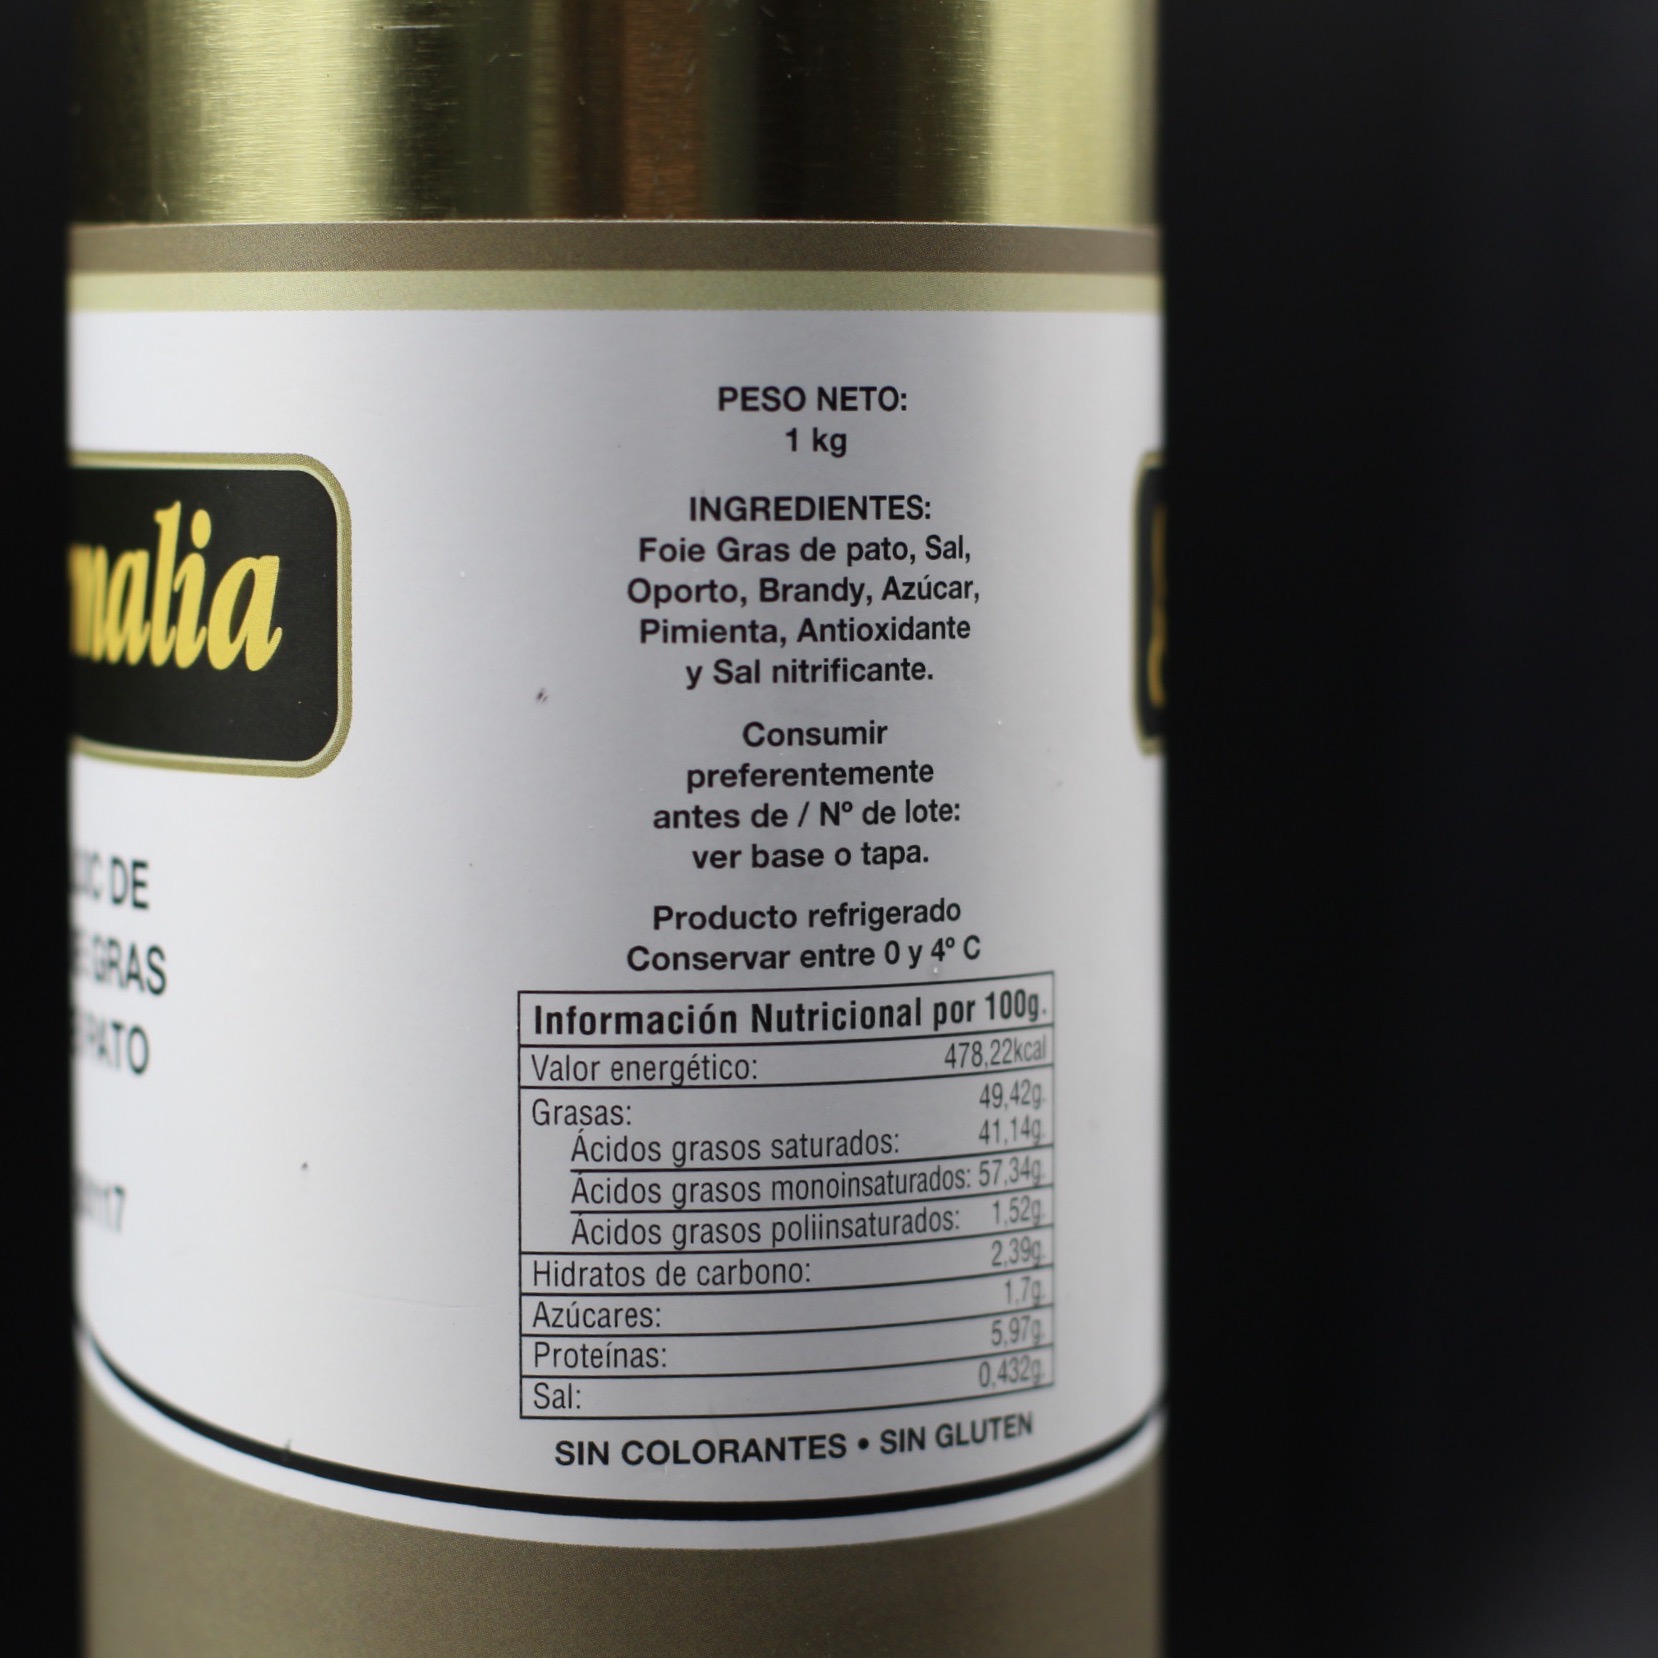 PESO NETO:
1 kg
INGREDIENTES:
Foie Gras de pato, Sal,
Oporto, Brandy, Azúcar,
Pimienta, Antioxidante
y Sal nitrificante.
Consumir
preferentemente
antes de / Nº de lote:
ver base o tapa.
Producto refrigerado
Conservar entre 0 y 4º C
Información Nutricional por 100g.
Valor energético: 478,22kcal
Grasas: 49,42g.
Ácidos grasos saturados: 41,14g.
Ácidos grasos monoinsaturados: 57,34g.
Ácidos grasos poliinsaturados: 1,52g.
Hidratos de carbono: 2,39g.
Azúcares: 1,7g.
Proteínas: 5,97g.
Sal: 0,432g.
SIN COLORANTES • SIN GLUTEN
malia
DE
GRAS
PATO